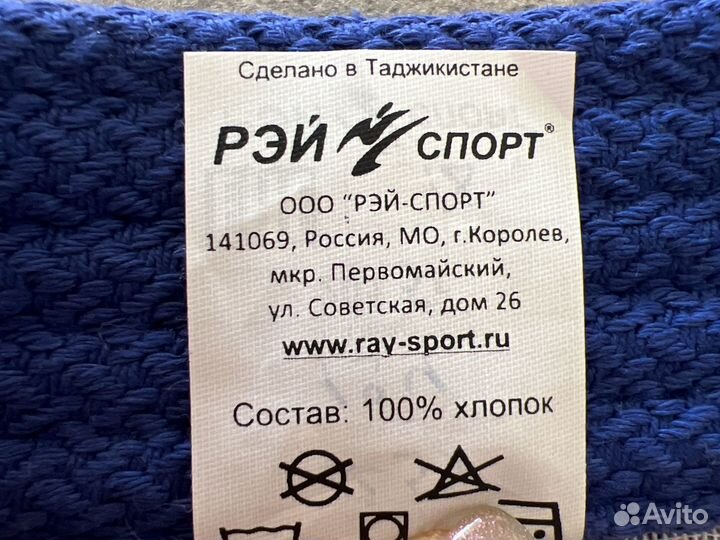 Сделано в Таджикистане
РЭЙ СПОРТ®
ООО "РЭЙ-СПОРТ"
141069, Россия, МО, г.Королев,
мкр. Первомайский,
ул. Советская, дом 26
www.ray-sport.ru
Состав: 100% хлопок
Avito